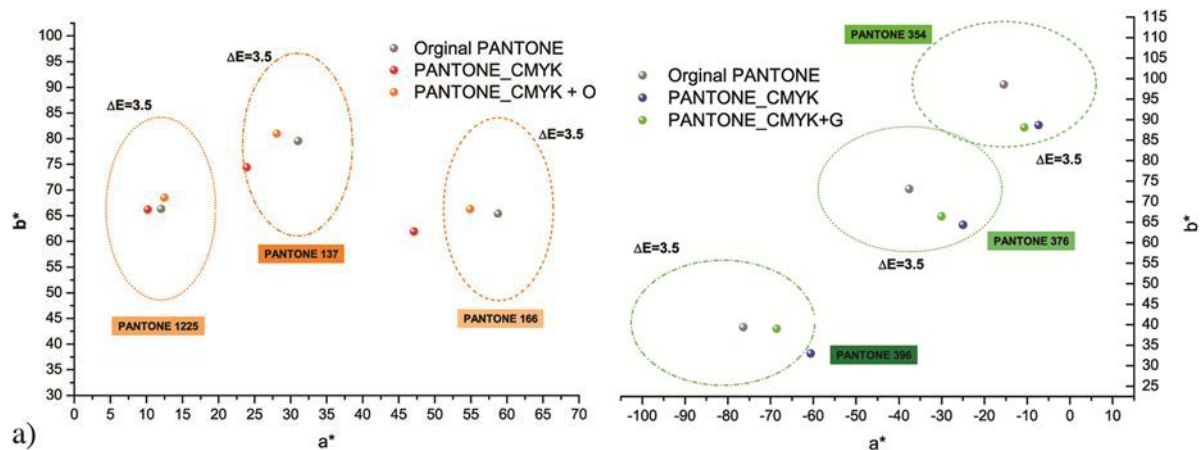 100
95
90
85
80
75
70
65
60
55
50
45
40
35
30
b*
0 5 10 15 20 25 30 35 40 45 50 55 60 65 70
a*
a)
ΔE=3.5
ΔE=3.5
ΔE=3.5
Orginal PANTONE
PANTONE_CMYK
PANTONE_CMYK + O
PANTONE 137
PANTONE 1225
PANTONE 166
PANTONE 354
Orginal PANTONE
PANTONE_CMYK
PANTONE_CMYK+G
ΔE=3.5
PANTONE 376
ΔE=3.5
ΔE=3.5
PANTONE 396
115
110
105
100
95
90
85
80
75
70
65
60
55
50
45
40
35
30
25
b*
-100 -90 -80 -70 -60 -50 -40 -30 -20 -10 0 10
a*